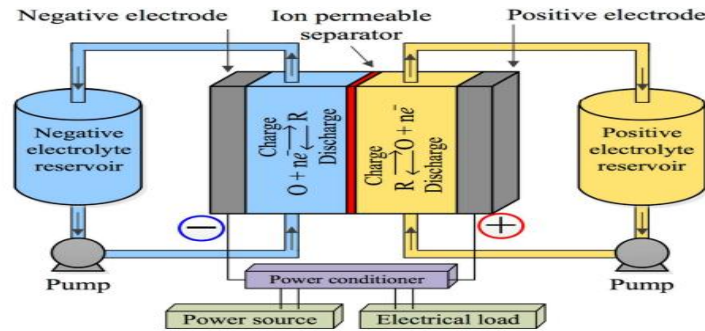 Negative electrode
Ion permeable
separator
Positive electrode
Negative
electrolyte
reservoir
Charge
O + ne⁻ ⇄ R
Discharge
Charge
R ⇄ O + ne⁻
Discharge
Positive
electrolyte
reservoir
−
+
Pump
Pump
Power conditioner
Power source
Electrical load